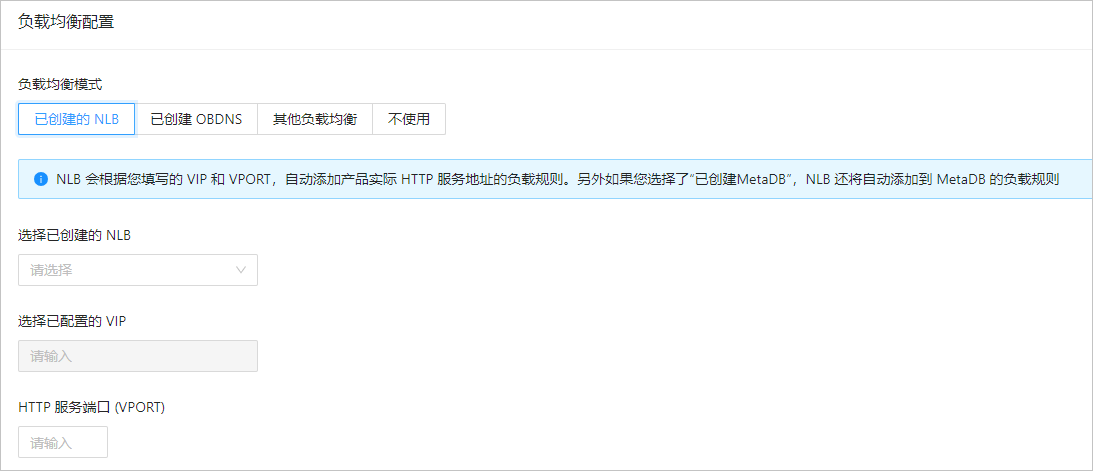 负载均衡配置
负载均衡模式
已创建的 NLB 已创建 OBDNS 其他负载均衡 不使用
NLB 会根据您填写的 VIP 和 VPORT，自动添加产品实际 HTTP 服务地址的负载规则。另外如果您选择了“已创建MetaDB”，NLB 还将自动添加到 MetaDB 的负载规则
选择已创建的 NLB
请选择
选择已配置的 VIP
请输入
HTTP 服务端口 (VPORT)
请输入